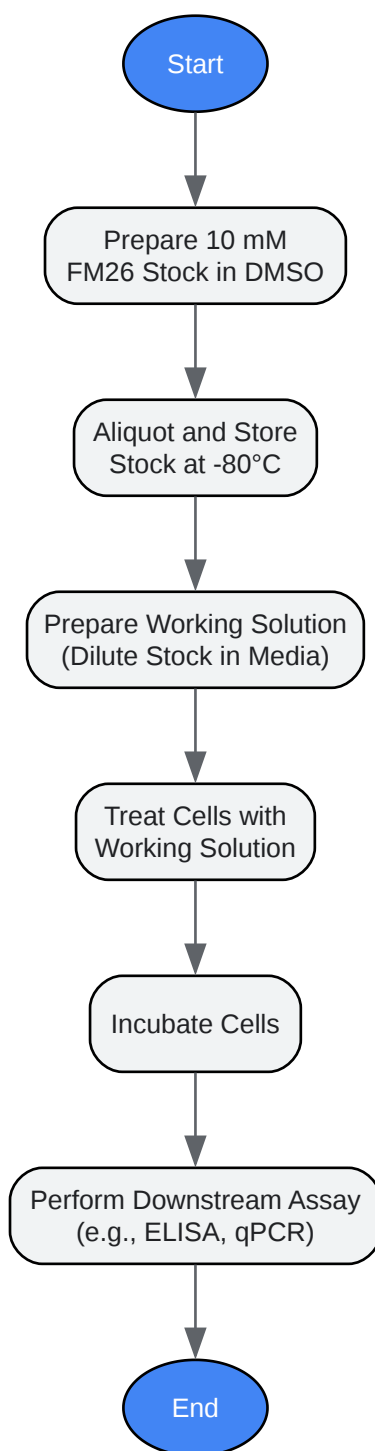 Start
Prepare 10 mM
FM26 Stock in DMSO
Aliquot and Store
Stock at -80°C
Prepare Working Solution
(Dilute Stock in Media)
Treat Cells with
Working Solution
Incubate Cells
Perform Downstream Assay
(e.g., ELISA, qPCR)
End